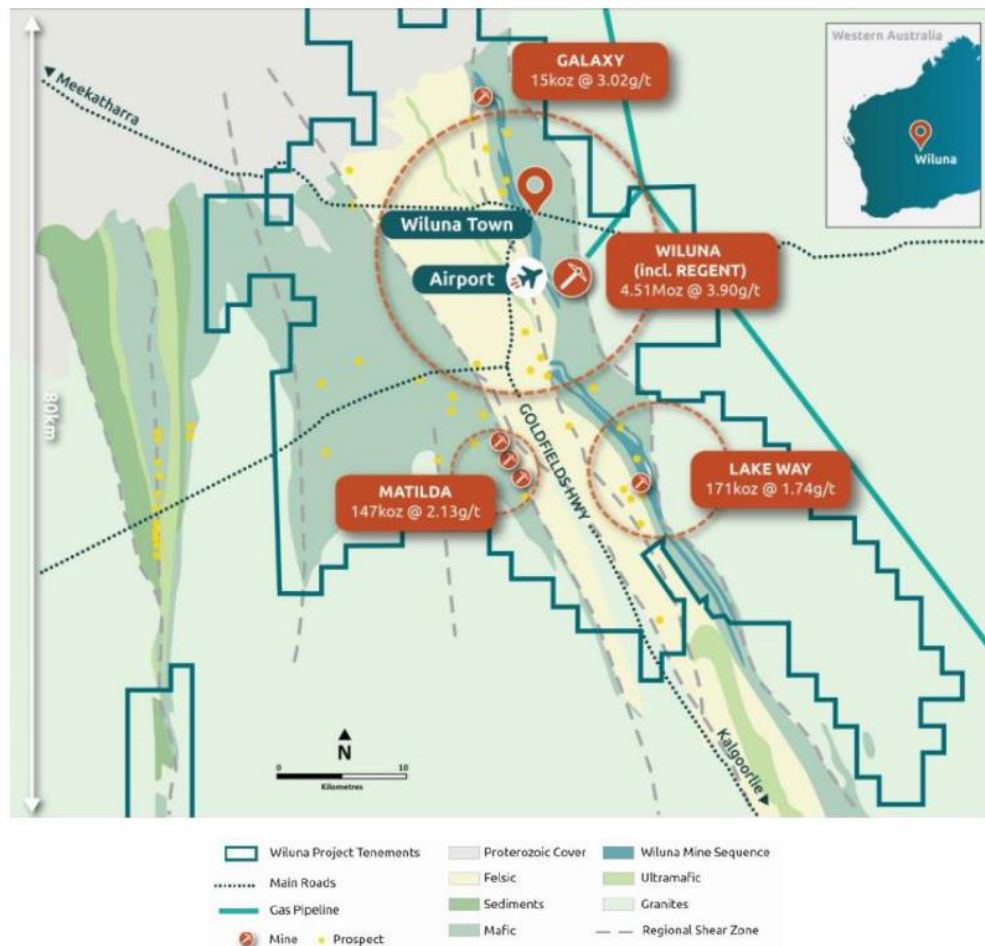 Western Australia
Wiluna
GALAXY
15koz @ 3.02g/t
Meekatharra
Wiluna Town
WILUNA
(incl. REGENT)
4.51Moz @ 3.90g/t
Airport
80km
GOLDFIELDS HWY
LAKE WAY
171koz @ 1.74g/t
MATILDA
147koz @ 2.13g/t
Kalgoorlie
N
0 10
Kilometres
Wiluna Project Tenements
Main Roads
Gas Pipeline
Mine Prospect
Proterozoic Cover
Felsic
Sediments
Mafic
Wiluna Mine Sequence
Ultramafic
Granites
Regional Shear Zone